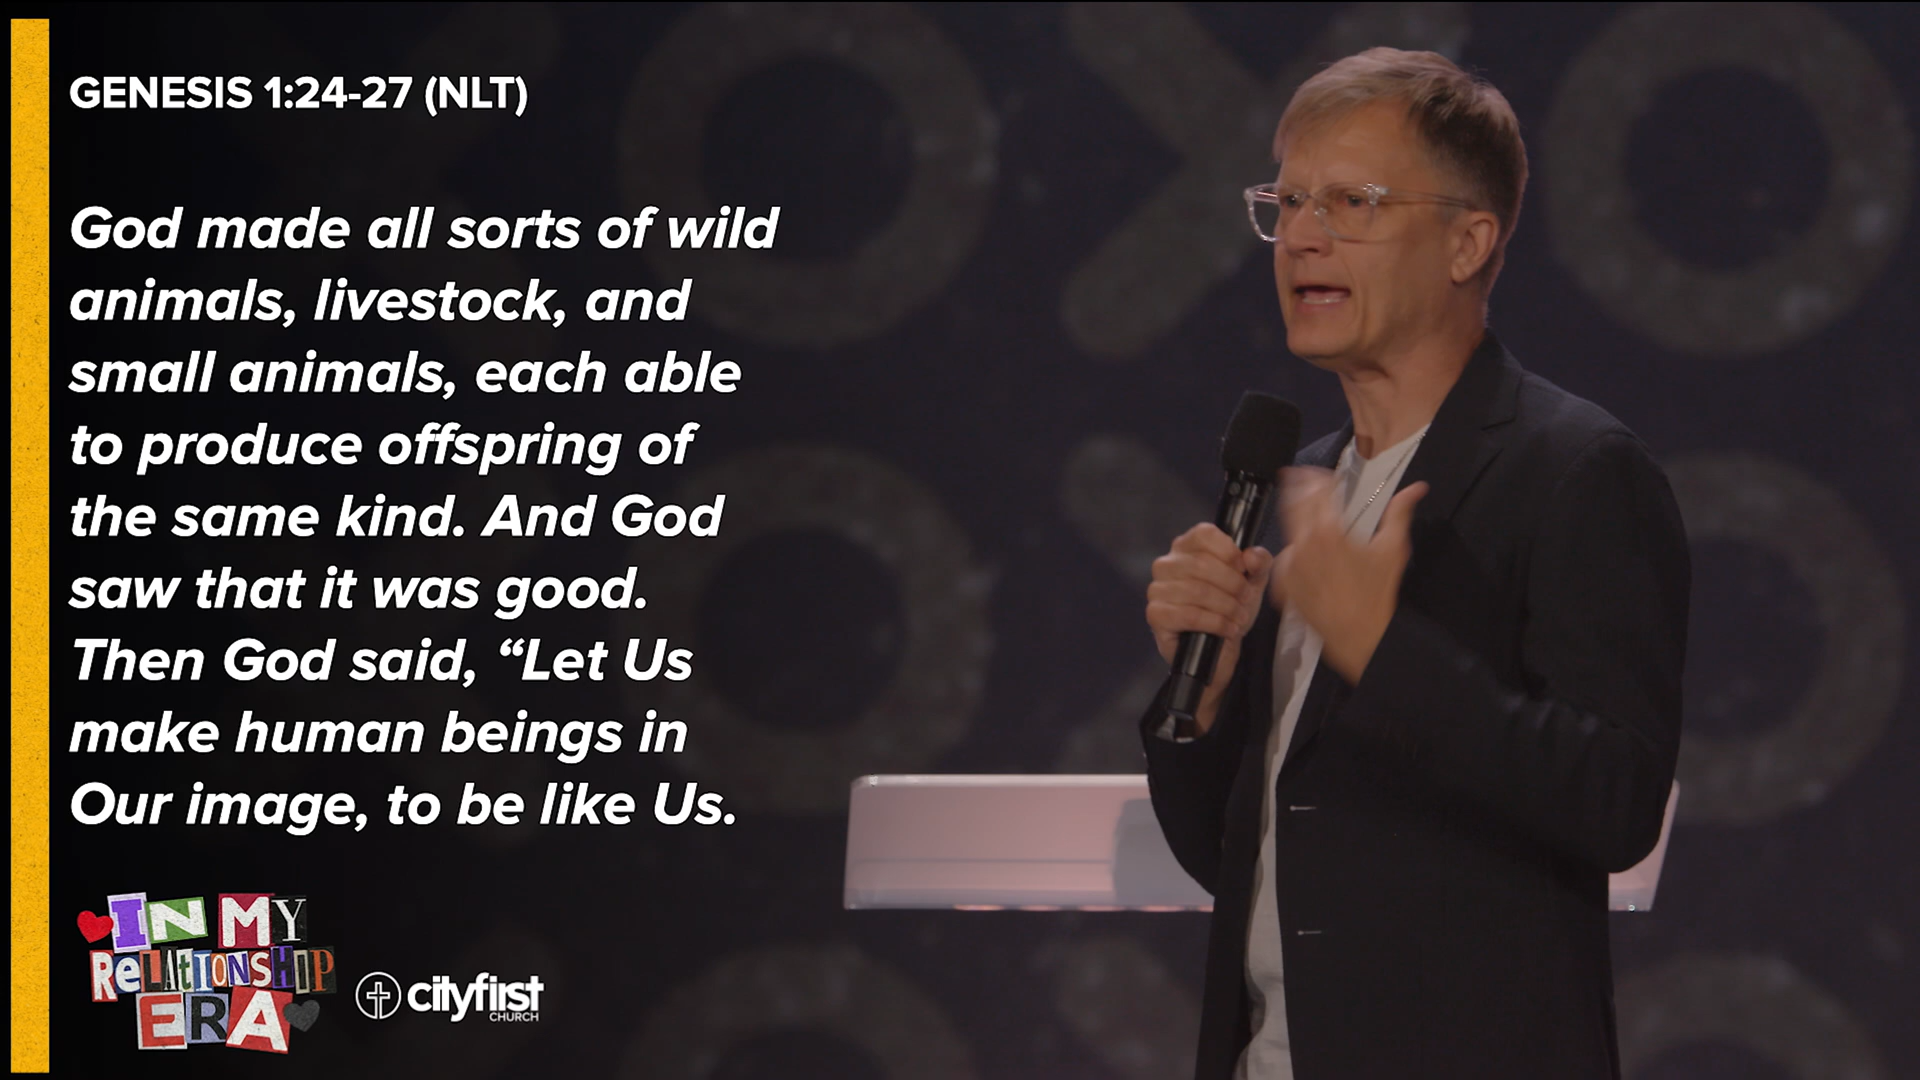 GENESIS 1:24-27 (NLT)
God made all sorts of wild
animals, livestock, and
small animals, each able
to produce offspring of
the same kind. And God
saw that it was good.
Then God said, “Let Us
make human beings in
Our image, to be like Us.
IN MY
RELATIONSHIP
ERA
cityfirst
CHURCH